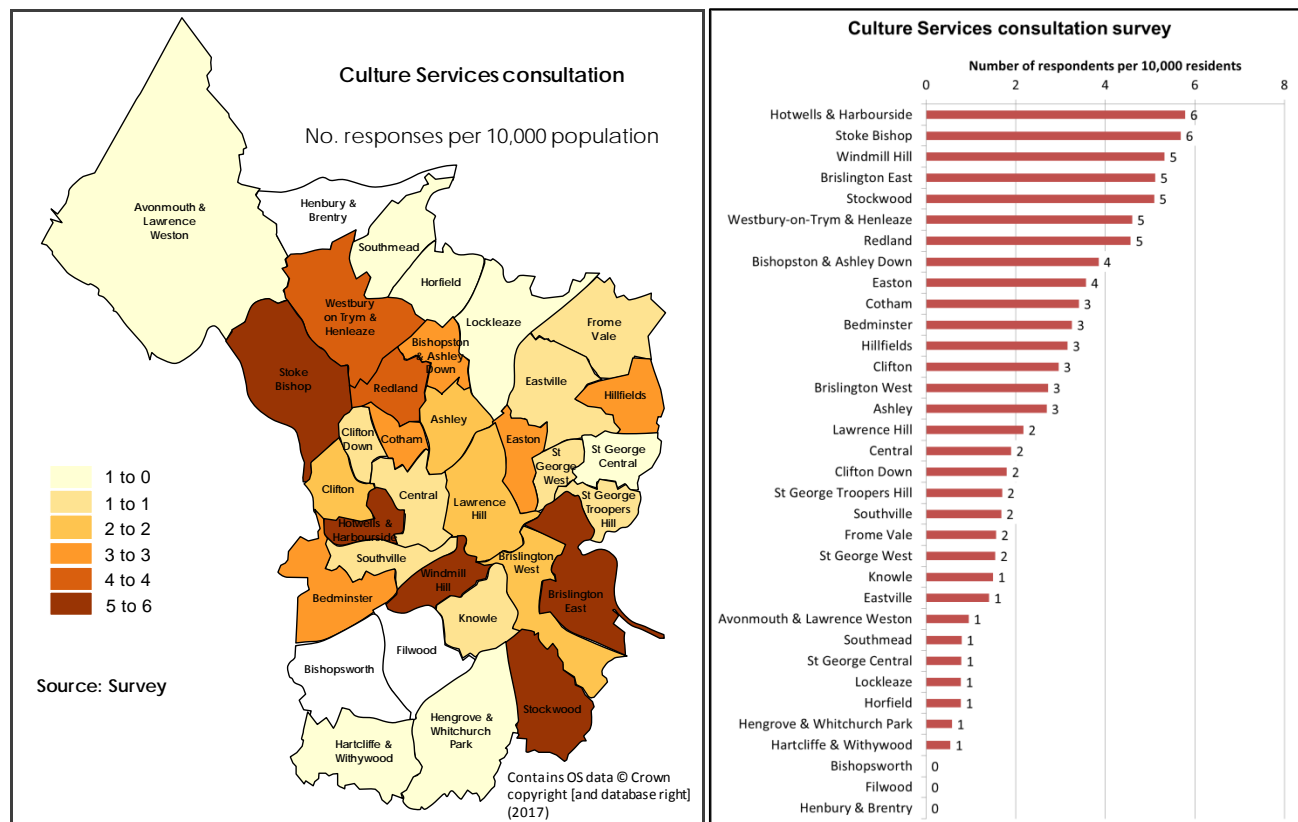 Culture Services consultation
No. responses per 10,000 population
Avonmouth &
Lawrence
Weston
Henbury &
Brentry
Southmead
Horfield
Lockleaze
Westbury
on Trym &
Henleaze
Frome
Vale
Bishopston
& Ashley
Down
Stoke
Bishop
Redland
Eastville
Hillfields
Ashley
Clifton
Down
Cotham
Easton
St
George
West
St George
Central
Clifton
Central
Lawrence
Hill
St George
Troopers
Hill
Hotwells &
Harbourside
Southville
Windmill
Hill
Brislington
West
Brislington
East
Bedminster
Knowle
Filwood
Bishopsworth
Stockwood
Hengrove &
Whitchurch
Park
Hartcliffe &
Withywood
1 to 0
1 to 1
2 to 2
3 to 3
4 to 4
5 to 6
Source: Survey
Contains OS data © Crown
copyright [and database right]
(2017)
Culture Services consultation survey
Number of respondents per 10,000 residents
0 2 4 6 8
Hotwells & Harbourside 6
Stoke Bishop 6
Windmill Hill 5
Brislington East 5
Stockwood 5
Westbury-on-Trym & Henleaze 5
Redland 5
Bishopston & Ashley Down 4
Easton 4
Cotham 3
Bedminster 3
Hillfields 3
Clifton 3
Brislington West 3
Ashley 3
Lawrence Hill 2
Central 2
Clifton Down 2
St George Troopers Hill 2
Southville 2
Frome Vale 2
St George West 2
Knowle 1
Eastville 1
Avonmouth & Lawrence Weston 1
Southmead 1
St George Central 1
Lockleaze 1
Horfield 1
Hengrove & Whitchurch Park 1
Hartcliffe & Withywood 1
Bishopsworth 0
Filwood 0
Henbury & Brentry 0